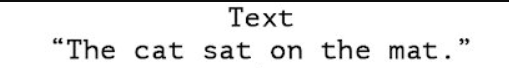 Text
“The cat sat on the mat.”